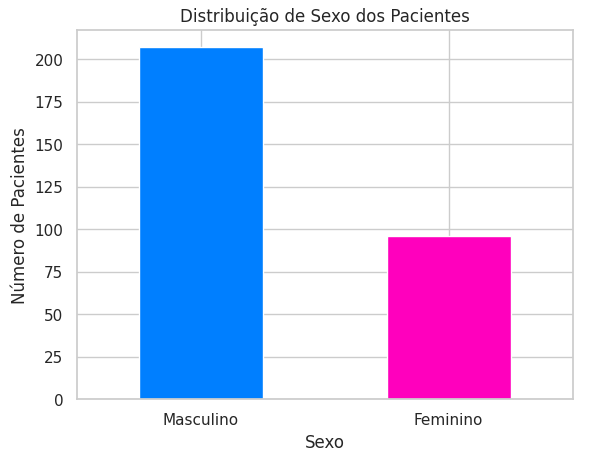 Distribuição de Sexo dos Pacientes
Número de Pacientes
200
175
150
125
100
75
50
25
0
Masculino Feminino
Sexo